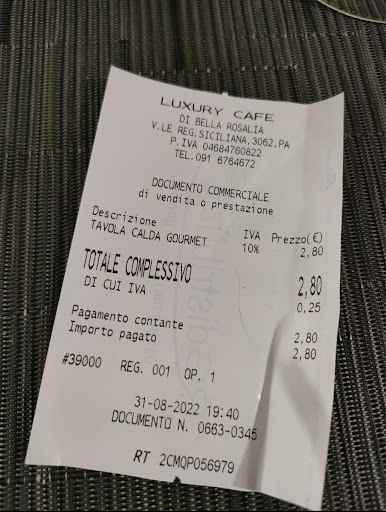 LUXURY CAFE
DI BELLA ROSALIA
V.LE REG.SICILIANA,3062,PA
P.IVA 04684760822
TEL.091 6764672
DOCUMENTO COMMERCIALE
di vendita o prestazione
Descrizione IVA Prezzo(€)
TAVOLA CALDA GOURMET 10% 2,80
TOTALE COMPLESSIVO 2,80
DI CUI IVA 0,25
Pagamento contante 2,80
Importo pagato 2,80
#39000 REG. 001 OP. 1
31-08-2022 19:40
DOCUMENTO N. 0663-0345
RT 2CMQP056979